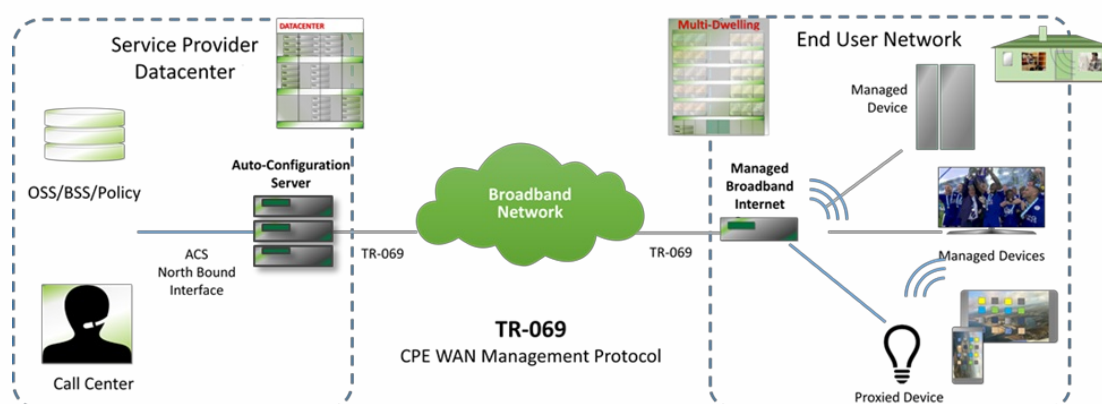 Service Provider
Datacenter
DATACENTER
OSS/BSS/Policy
Auto-Configuration
Server
ACS
North Bound
Interface
Call Center
TR-069
Broadband
Network
TR-069
TR-069
CPE WAN Management Protocol
Multi-Dwelling
End User Network
Managed
Device
Managed
Broadband
Internet
Managed Devices
Proxied Device